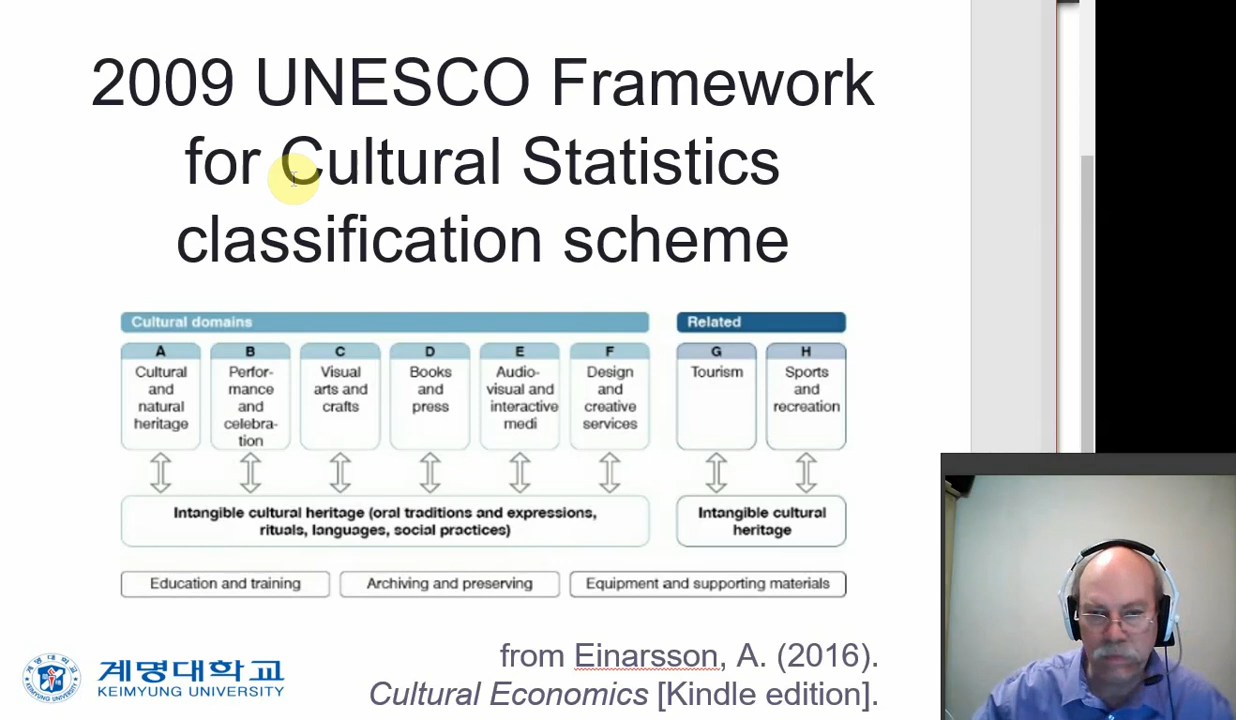 2009 UNESCO Framework
for Cultural Statistics
classification scheme
Cultural domains
Related
A
Cultural
and
natural
heritage
B
Perfor-
mance
and
celebra-
tion
C
Visual
arts and
crafts
D
Books
and
press
E
Audio-
visual and
interactive
medi
F
Design
and
creative
services
G
Tourism
H
Sports
and
recreation
Intangible cultural heritage (oral traditions and expressions,
rituals, languages, social practices)
Intangible cultural
heritage
Education and training
Archiving and preserving
Equipment and supporting materials
계명대학교
KEIMYUNG UNIVERSITY
from Einarsson, A. (2016).
Cultural Economics [Kindle edition].